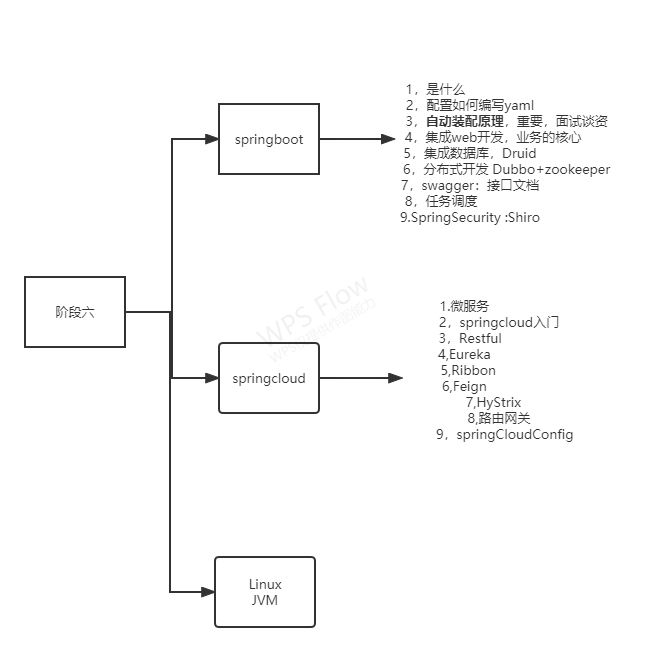 1，是什么
2，配置如何编写yaml
3，自动装配原理，重要，面试谈资
4，集成web开发，业务的核心
5，集成数据库，Druid
6，分布式开发 Dubbo+zookeeper
7，swagger：接口文档
8，任务调度
9.SpringSecurity :Shiro
springboot
阶段六
WPS Flow
1.微服务
2，springcloud入门
3，Restful
4,Eureka
5,Ribbon
6,Feign
7,HyStrix
8,路由网关
9，springCloudConfig
springcloud
Linux
JVM